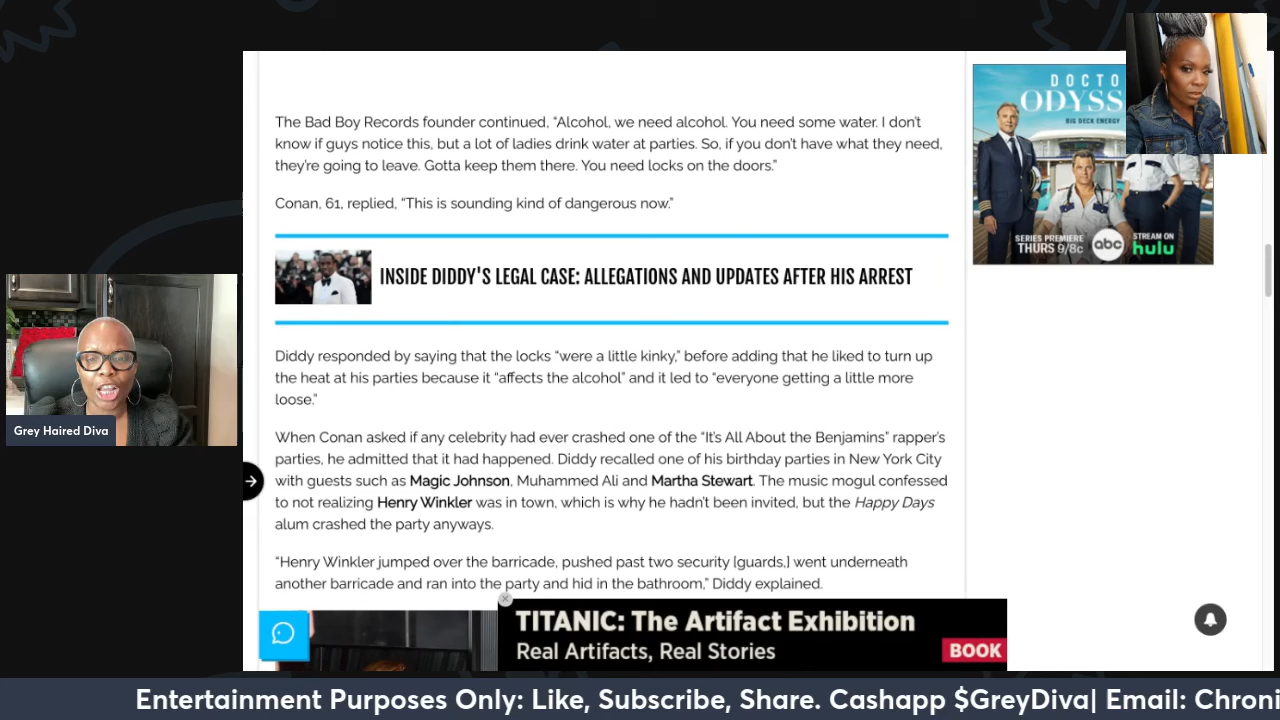 The Bad Boy Records founder continued, “Alcohol, we need alcohol. You need some water. I don’t
know if guys notice this, but a lot of ladies drink water at parties. So, if you don’t have what they need,
they’re going to leave. Gotta keep them there. You need locks on the doors.”
Conan, 61, replied, “This is sounding kind of dangerous now.”
INSIDE DIDDY'S LEGAL CASE: ALLEGATIONS AND UPDATES AFTER HIS ARREST
Diddy responded by saying that the locks “were a little kinky,” before adding that he liked to turn up
the heat at his parties because it “affects the alcohol” and it led to “everyone getting a little more
loose.”
When Conan asked if any celebrity had ever crashed one of the “It’s All About the Benjamins” rapper’s
parties, he admitted that it had happened. Diddy recalled one of his birthday parties in New York City
with guests such as Magic Johnson, Muhammed Ali and Martha Stewart. The music mogul confessed
to not realizing Henry Winkler was in town, which is why he hadn’t been invited, but the Happy Days
alum crashed the party anyways.
“Henry Winkler jumped over the barricade, pushed past two security [guards,] went underneath
another barricade and ran into the party and hid in the bathroom,” Diddy explained.
DOCTO
ODYSS
BIG DECK ENERGY
SERIES PREMIERE
THURS 9/8c
abc
STREAM ON
hulu
Grey Haired Diva
TITANIC: The Artifact Exhibition
Real Artifacts, Real Stories
BOOK
Entertainment Purposes Only: Like, Subscribe, Share. Cashapp $GreyDiva| Email: Chroni